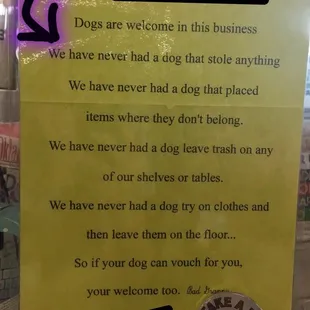 Dogs are welcome in this business
We have never had a dog that stole anything
We have never had a dog that placed
items where they don't belong.
We have never had a dog leave trash on any
of our shelves or tables.
We have never had a dog try on clothes and
then leave them on the floor...
So if your dog can vouch for you,
your welcome too. Bad
TAKE A